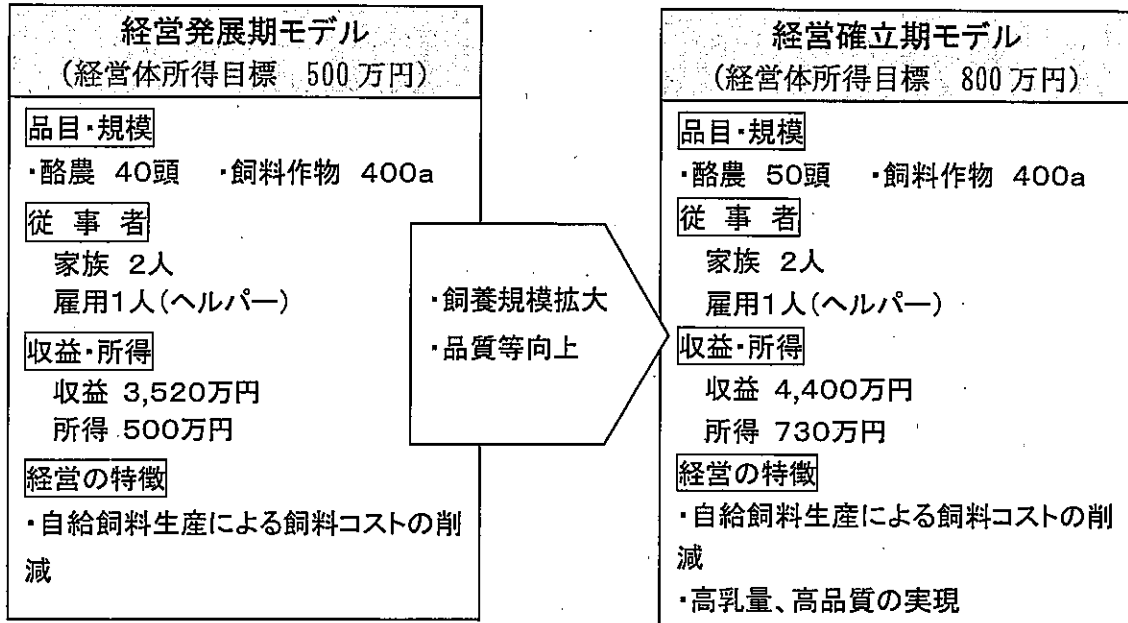 経営発展期モデル
(経営体所得目標 500万円)
品目・規模
・酪農 40頭 ・飼料作物 400a
従 事 者
家族 2人
雇用1人(ヘルパー)
収益・所得
収益 3,520万円
所得 500万円
経営の特徴
・自給飼料生産による飼料コストの削
減
・飼養規模拡大
・品質等向上
経営確立期モデル
(経営体所得目標 800万円)
品目・規模
・酪農 50頭 ・飼料作物 400a
従 事 者
家族 2人
雇用1人(ヘルパー)
収益・所得
収益 4,400万円
所得 730万円
経営の特徴
・自給飼料生産による飼料コストの削
減
・高乳量、高品質の実現